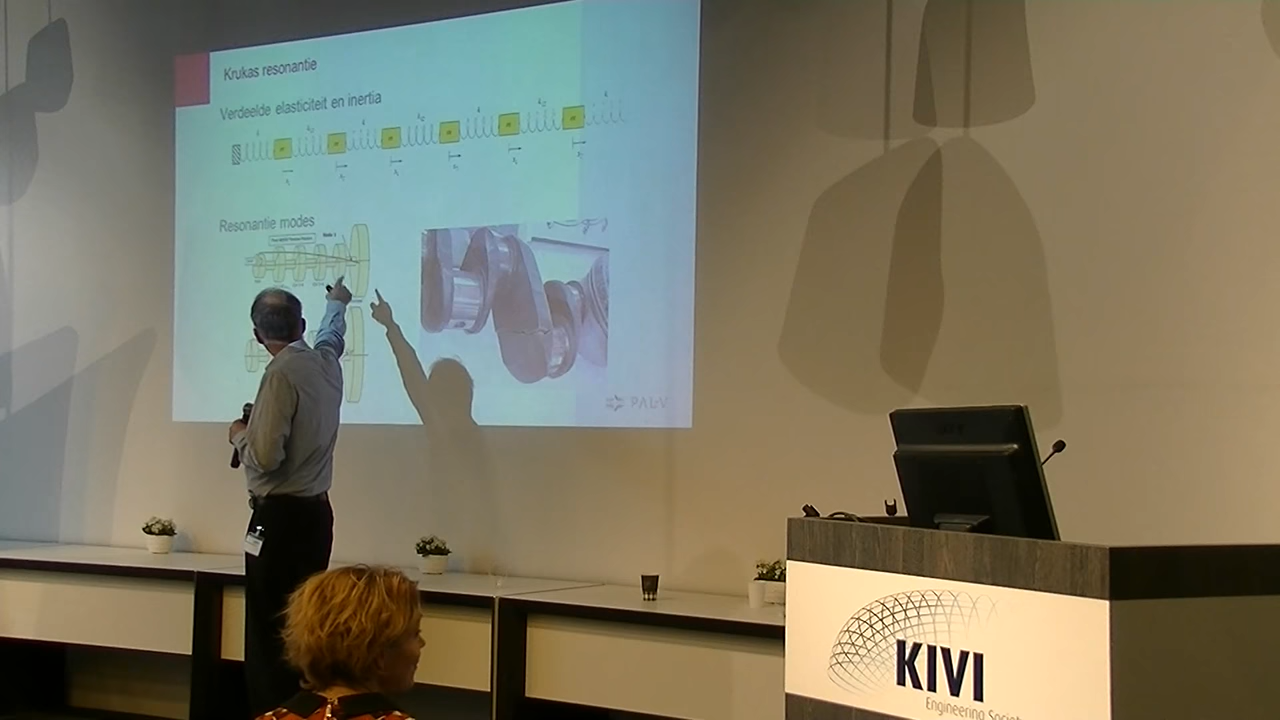 Krukas resonantie
Verdeelde elasticiteit en inertia
Resonantie modes
PAL-V
KIVI
Engineering Societ